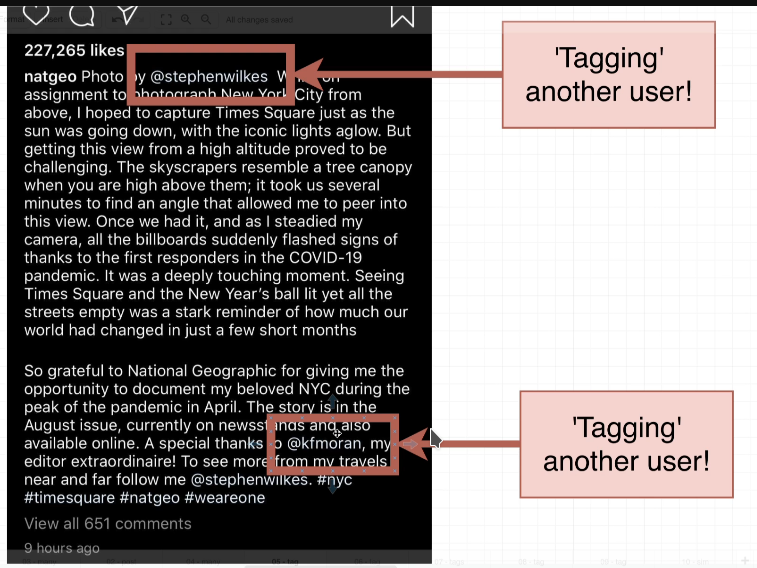 All changes saved
227,265 likes
natgeo Photo by @stephenwilkes While on
assignment to photograph New York City from
above, I hoped to capture Times Square just as the
sun was going down, with the iconic lights aglow. But
getting this view from a high altitude proved to be
challenging. The skyscrapers resemble a tree canopy
when you are high above them; it took us several
minutes to find an angle that allowed me to peer into
this view. Once we had it, and as I steadied my
camera, all the billboards suddenly flashed signs of
thanks to the first responders in the COVID-19
pandemic. It was a deeply touching moment. Seeing
Times Square and the New Year's ball lit yet all the
streets empty was a stark reminder of how much our
world had changed in just a few short months
So grateful to National Geographic for giving me the
opportunity to document my beloved NYC during the
peak of the pandemic in April. The story is in the
August issue, currently on newsstands and also
available online. A special thanks to @kfmoran, my
editor extraordinaire! To see more from my travels
near and far follow me @stephenwilkes. #nyc
#timesquare #natgeo #weareone
View all 651 comments
9 hours ago
'Tagging'
another user!
'Tagging'
another user!